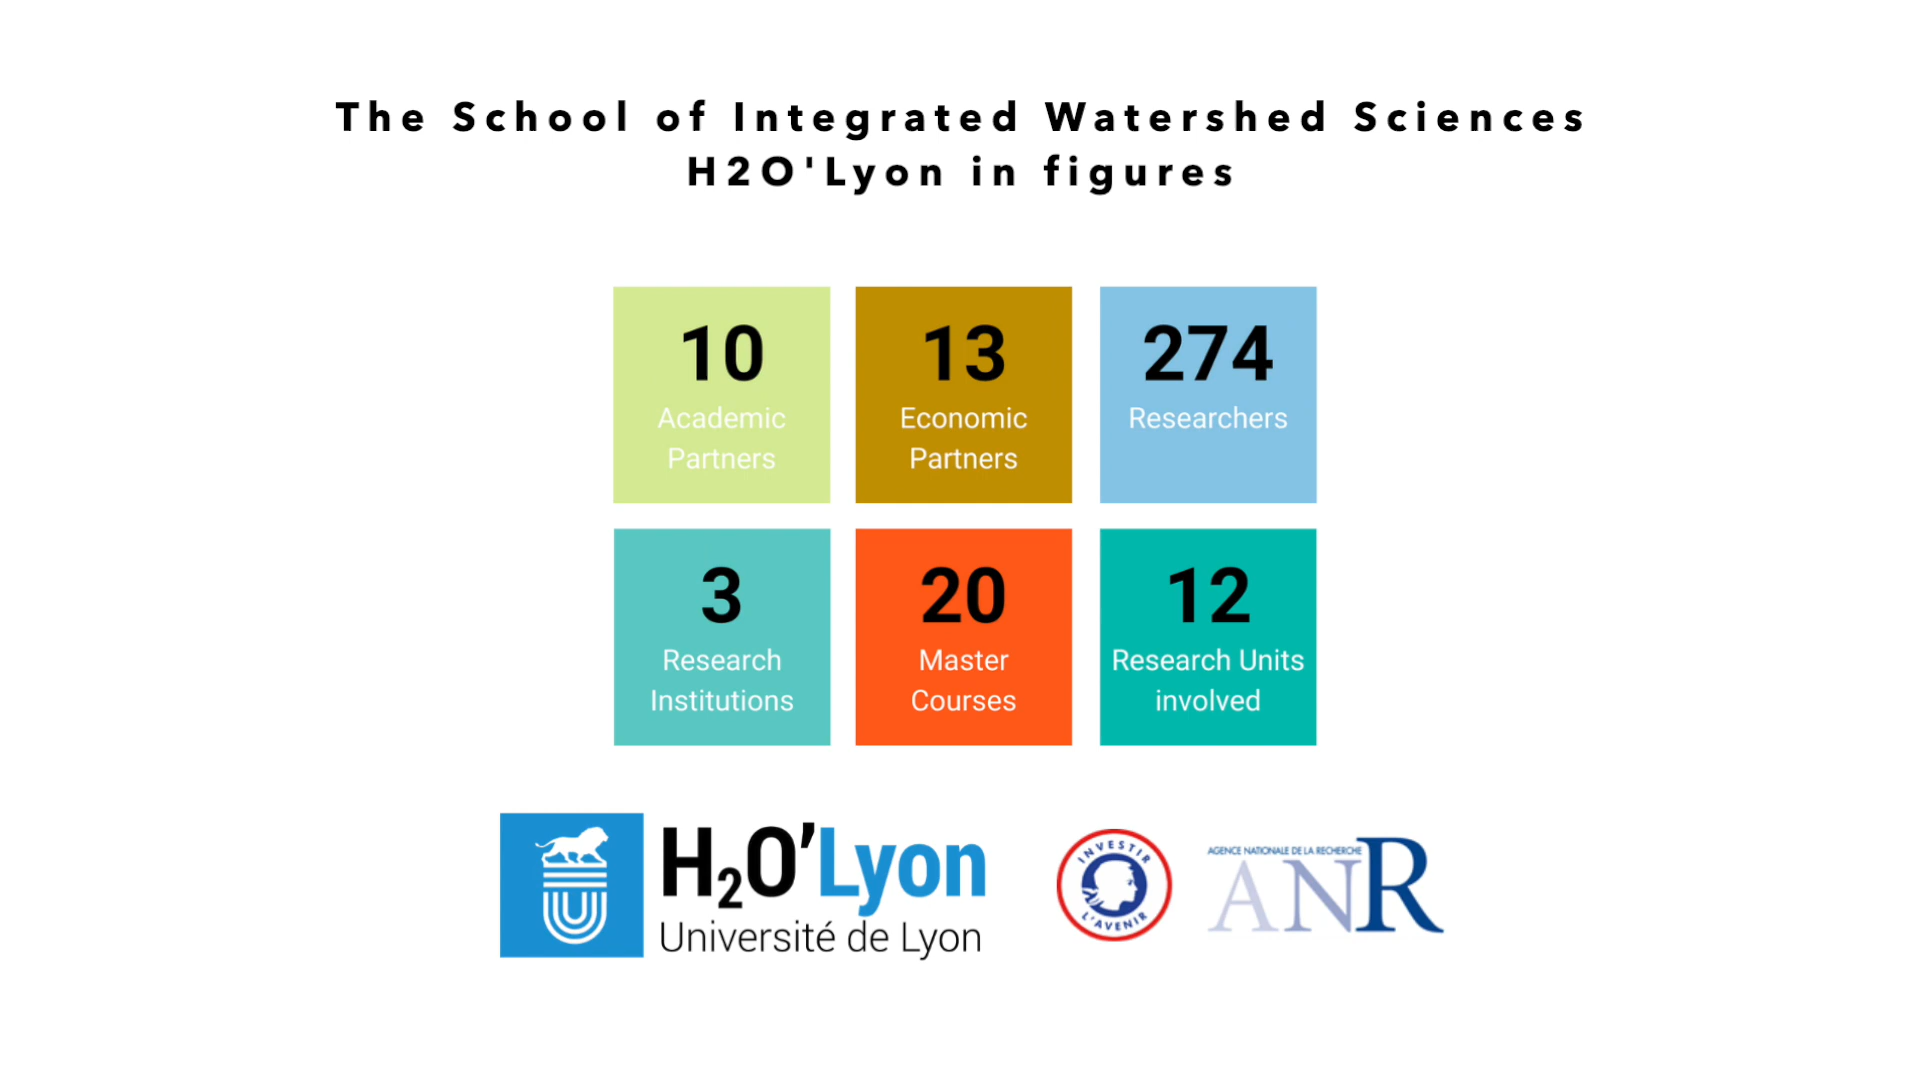 The School of Integrated Watershed Sciences
H2O'Lyon in figures
10
Academic
Partners
13
Economic
Partners
274
Researchers
3
Research
Institutions
20
Master
Courses
12
Research Units
involved
H₂O’Lyon
Université de Lyon
INVESTIR
L'AVENIR
AGENCE NATIONALE DE LA RECHERCHE
ANR